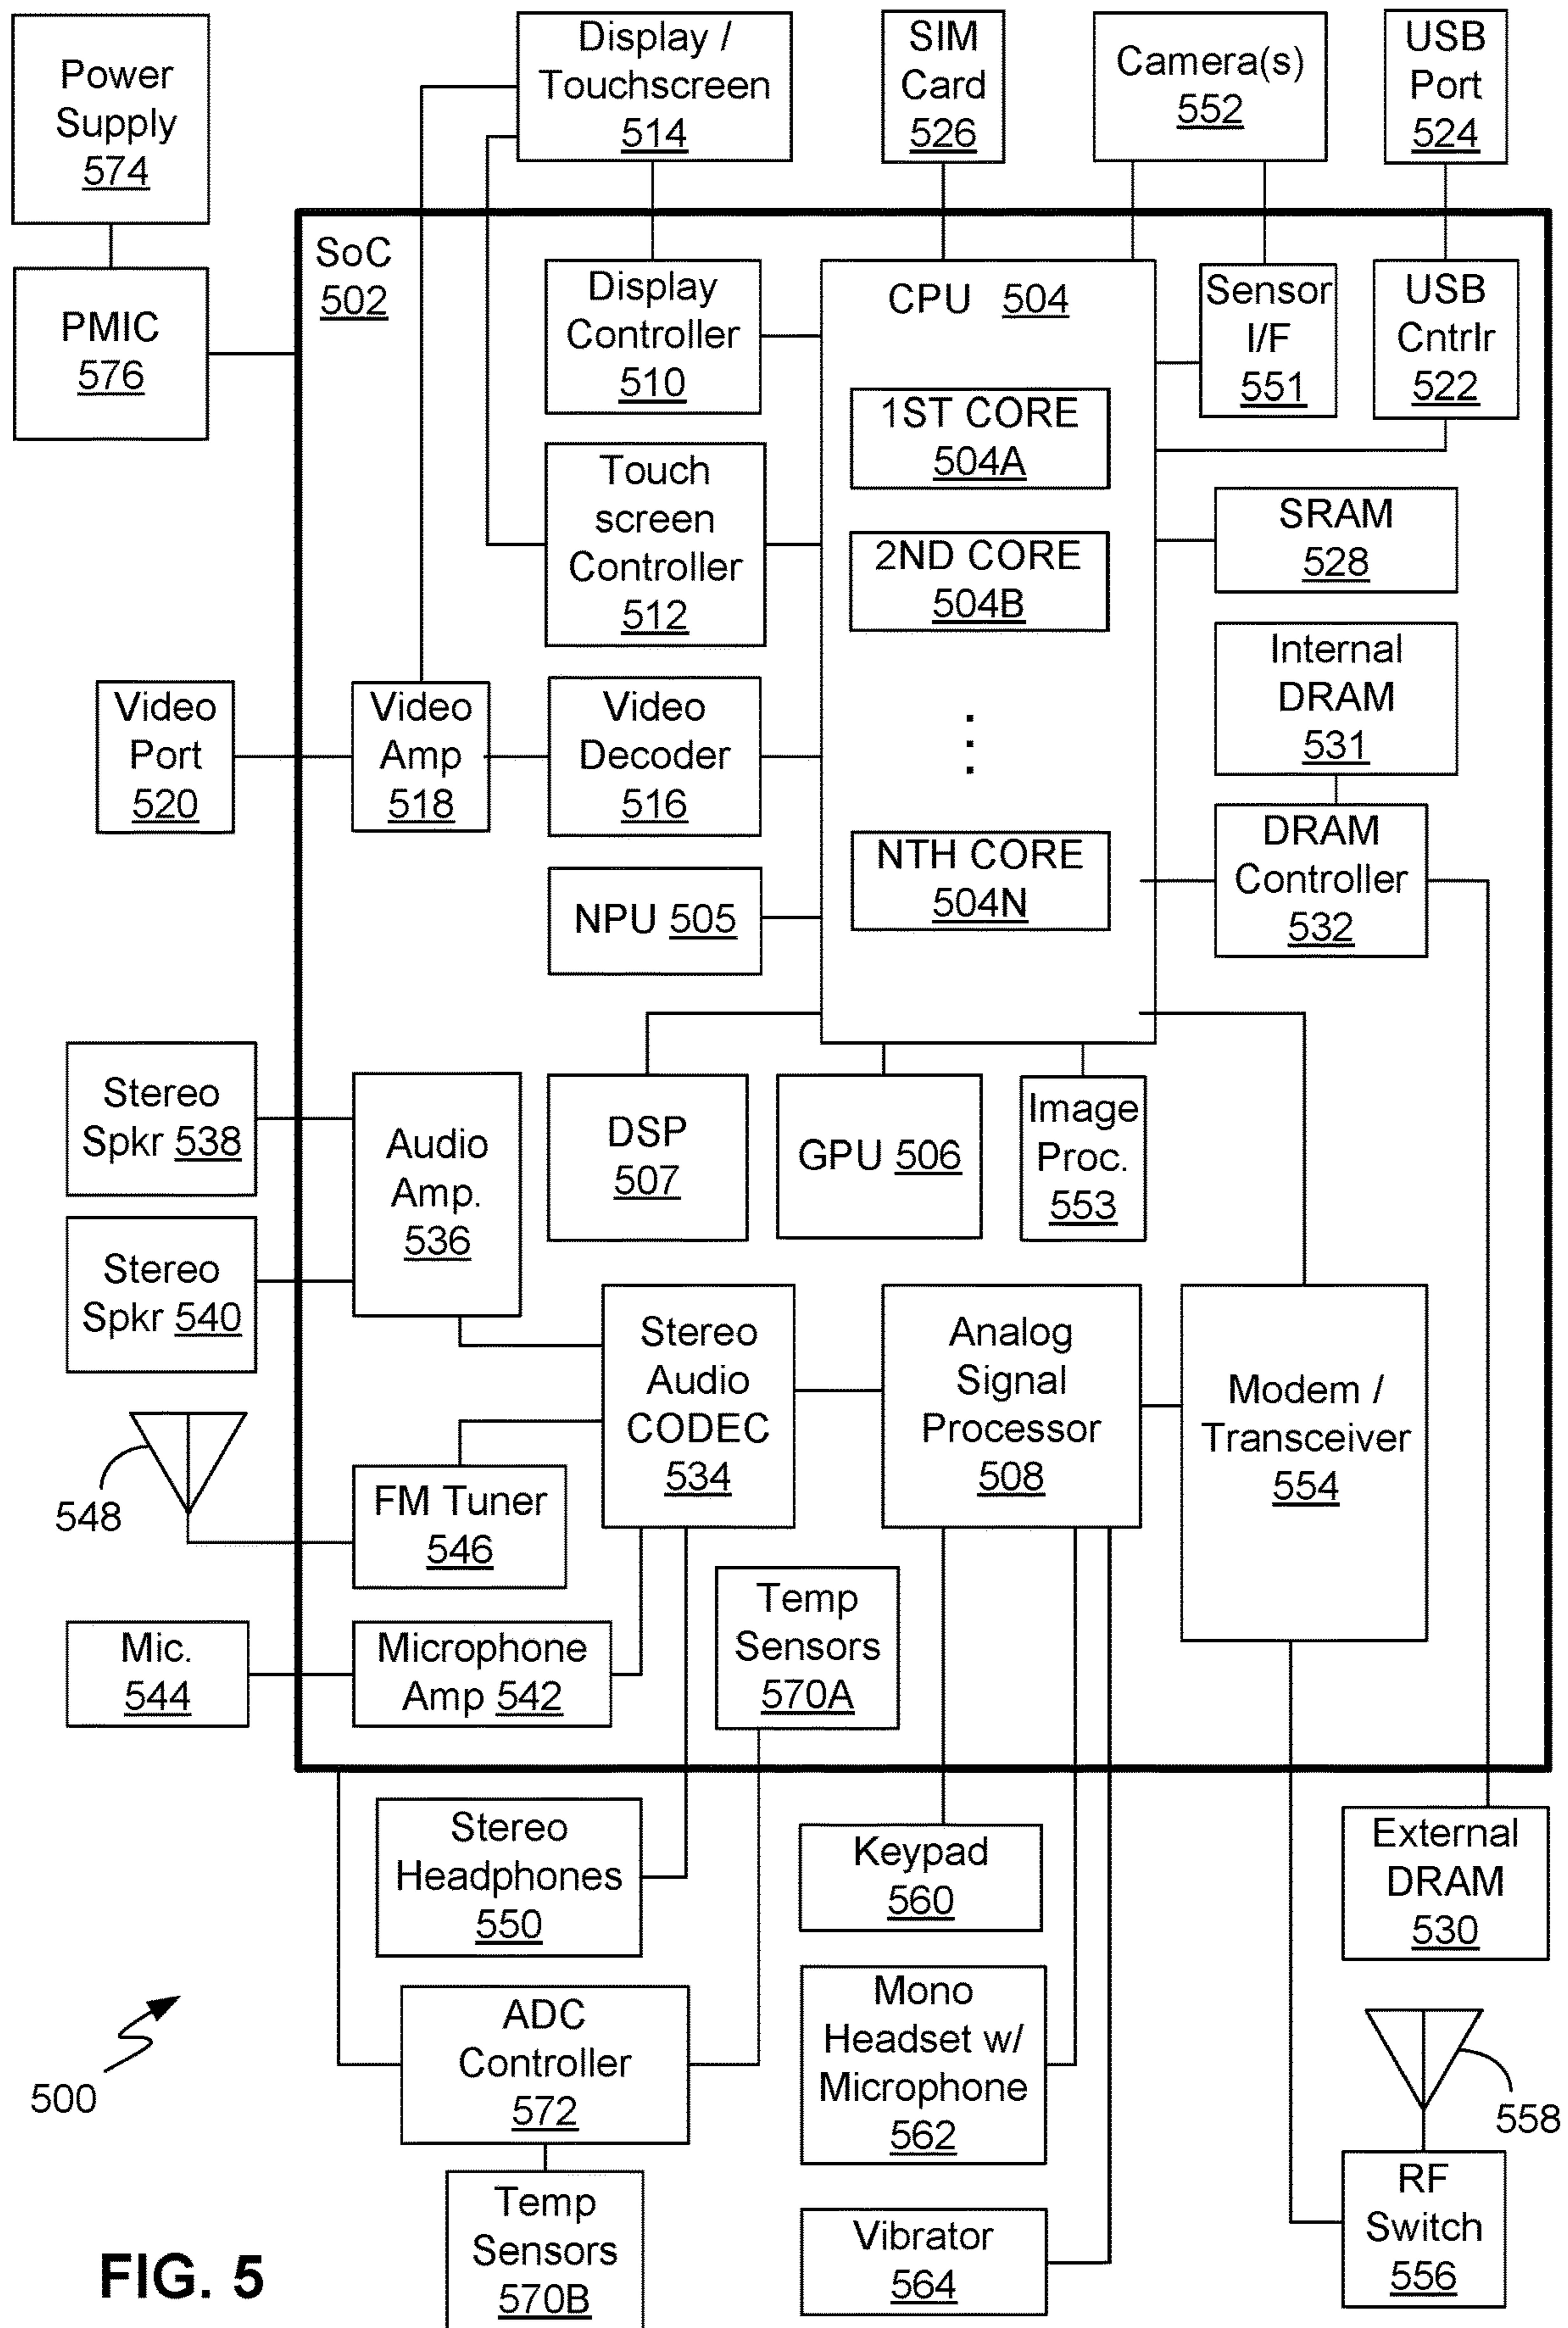 Power
Supply
574
Display /
Touchscreen
514
SIM
Card
526
Camera(s)
552
USB
Port
524
PMIC
576
SoC
502
Display
Controller
510
CPU 504
Sensor
I/F
551
USB
Cntrlr
522
1ST CORE
504A
Touch
screen
Controller
512
2ND CORE
504B
SRAM
528
Internal
DRAM
531
Video
Port
520
Video
Amp
518
Video
Decoder
516
NTH CORE
504N
DRAM
Controller
532
NPU 505
Stereo
Spkr 538
Audio
Amp.
536
DSP
507
GPU 506
Image
Proc.
553
Stereo
Spkr 540
Stereo
Audio
CODEC
534
Analog
Signal
Processor
508
Modem /
Transceiver
554
548
FM Tuner
546
Temp
Sensors
570A
Mic.
544
Microphone
Amp 542
Stereo
Headphones
550
Keypad
560
External
DRAM
530
ADC
Controller
572
Mono
Headset w/
Microphone
562
500
558
Temp
Sensors
570B
Vibrator
564
RF
Switch
556
FIG. 5